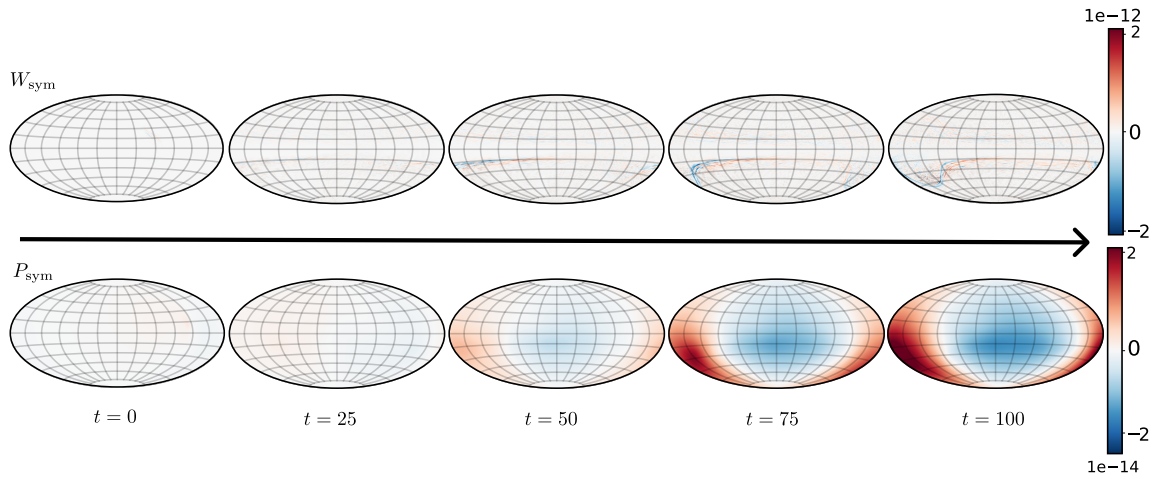 1e−12
2
W_sym
0
−2
P_sym
2
0
−2
t = 0
t = 25
t = 50
t = 75
t = 100
1e−14